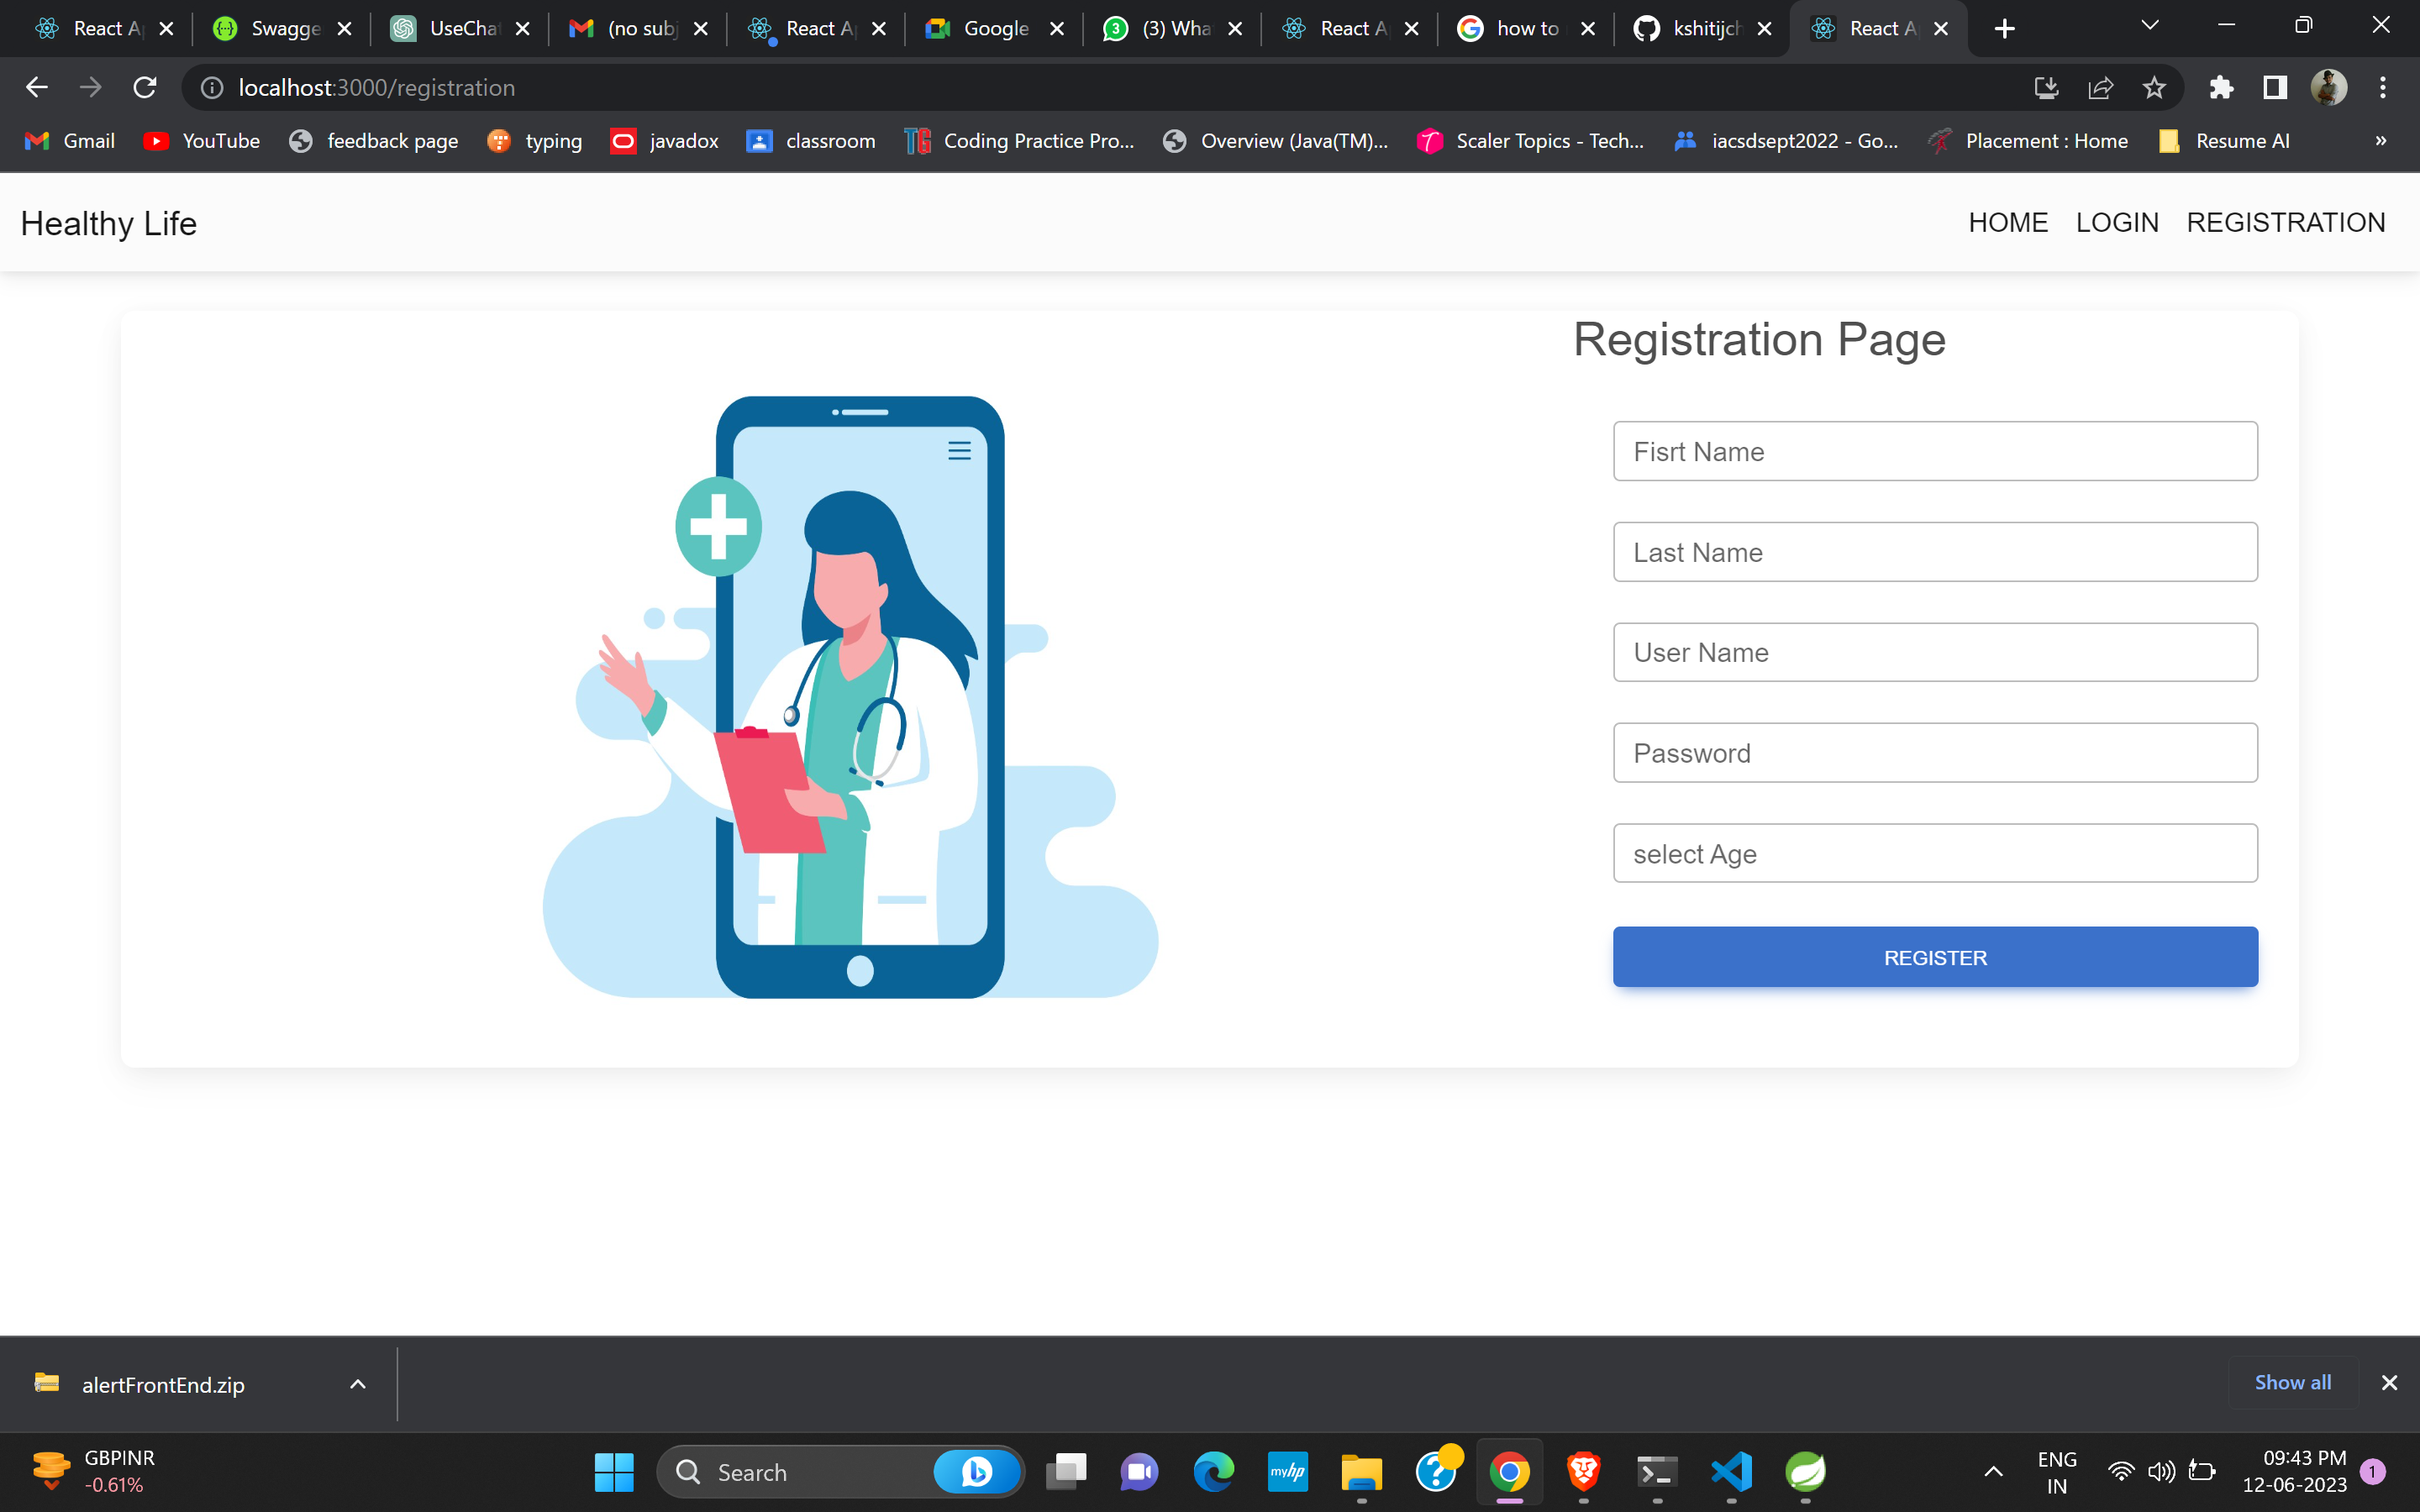 React A
Swagge
UseCha
(no subj
React A
Google
(3) Wha
React A
how to
kshitijch
React A
localhost:3000/registration
Gmail
YouTube
feedback page
typing
javadox
classroom
TG
Coding Practice Pro...
Overview (Java(TM)...
Scaler Topics - Tech...
iacsdsept2022 - Go...
Placement : Home
Resume AI
»
Healthy Life
HOME LOGIN REGISTRATION
Registration Page
Fisrt Name
Last Name
User Name
Password
select Age
REGISTER
alertFrontEnd.zip
Show all
GBPINR
-0.61%
Search
myhp
ENG
IN
09:43 PM
12-06-2023
1